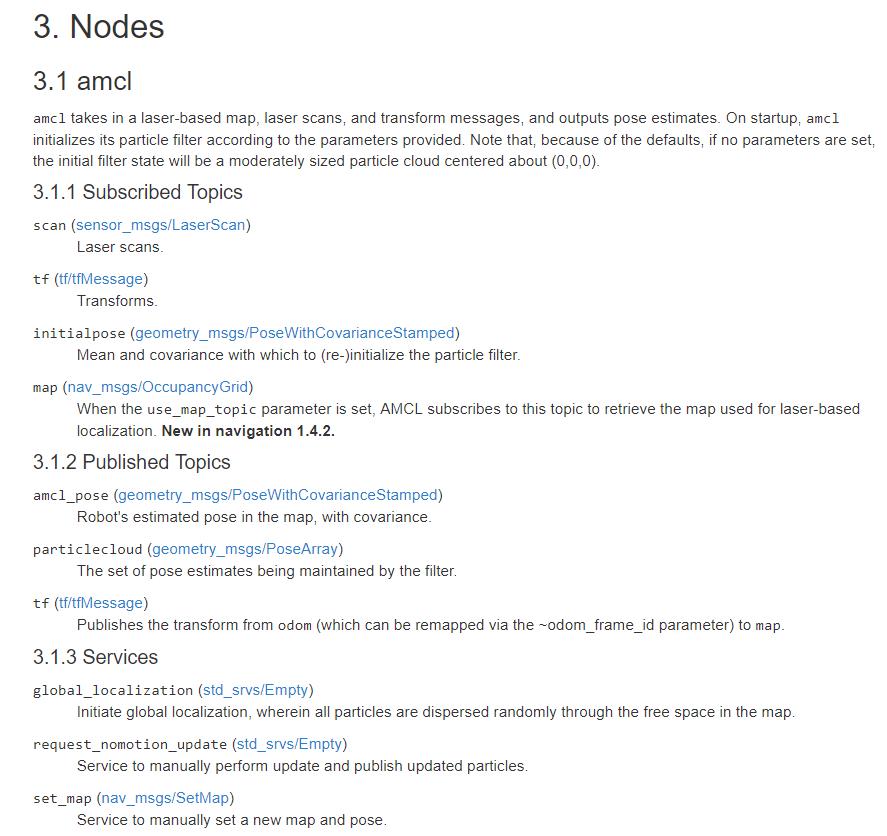 3. Nodes
3.1 amcl
amcl takes in a laser-based map, laser scans, and transform messages, and outputs pose estimates. On startup, amcl
initializes its particle filter according to the parameters provided. Note that, because of the defaults, if no parameters are set,
the initial filter state will be a moderately sized particle cloud centered about (0,0,0).
3.1.1 Subscribed Topics
scan (sensor_msgs/LaserScan)
Laser scans.
tf (tf/tfMessage)
Transforms.
initialpose (geometry_msgs/PoseWithCovarianceStamped)
Mean and covariance with which to (re-)initialize the particle filter.
map (nav_msgs/OccupancyGrid)
When the use_map_topic parameter is set, AMCL subscribes to this topic to retrieve the map used for laser-based
localization. New in navigation 1.4.2.
3.1.2 Published Topics
amcl_pose (geometry_msgs/PoseWithCovarianceStamped)
Robot's estimated pose in the map, with covariance.
particlecloud (geometry_msgs/PoseArray)
The set of pose estimates being maintained by the filter.
tf (tf/tfMessage)
Publishes the transform from odom (which can be remapped via the ~odom_frame_id parameter) to map.
3.1.3 Services
global_localization (std_srvs/Empty)
Initiate global localization, wherein all particles are dispersed randomly through the free space in the map.
request_nomotion_update (std_srvs/Empty)
Service to manually perform update and publish updated particles.
set_map (nav_msgs/SetMap)
Service to manually set a new map and pose.